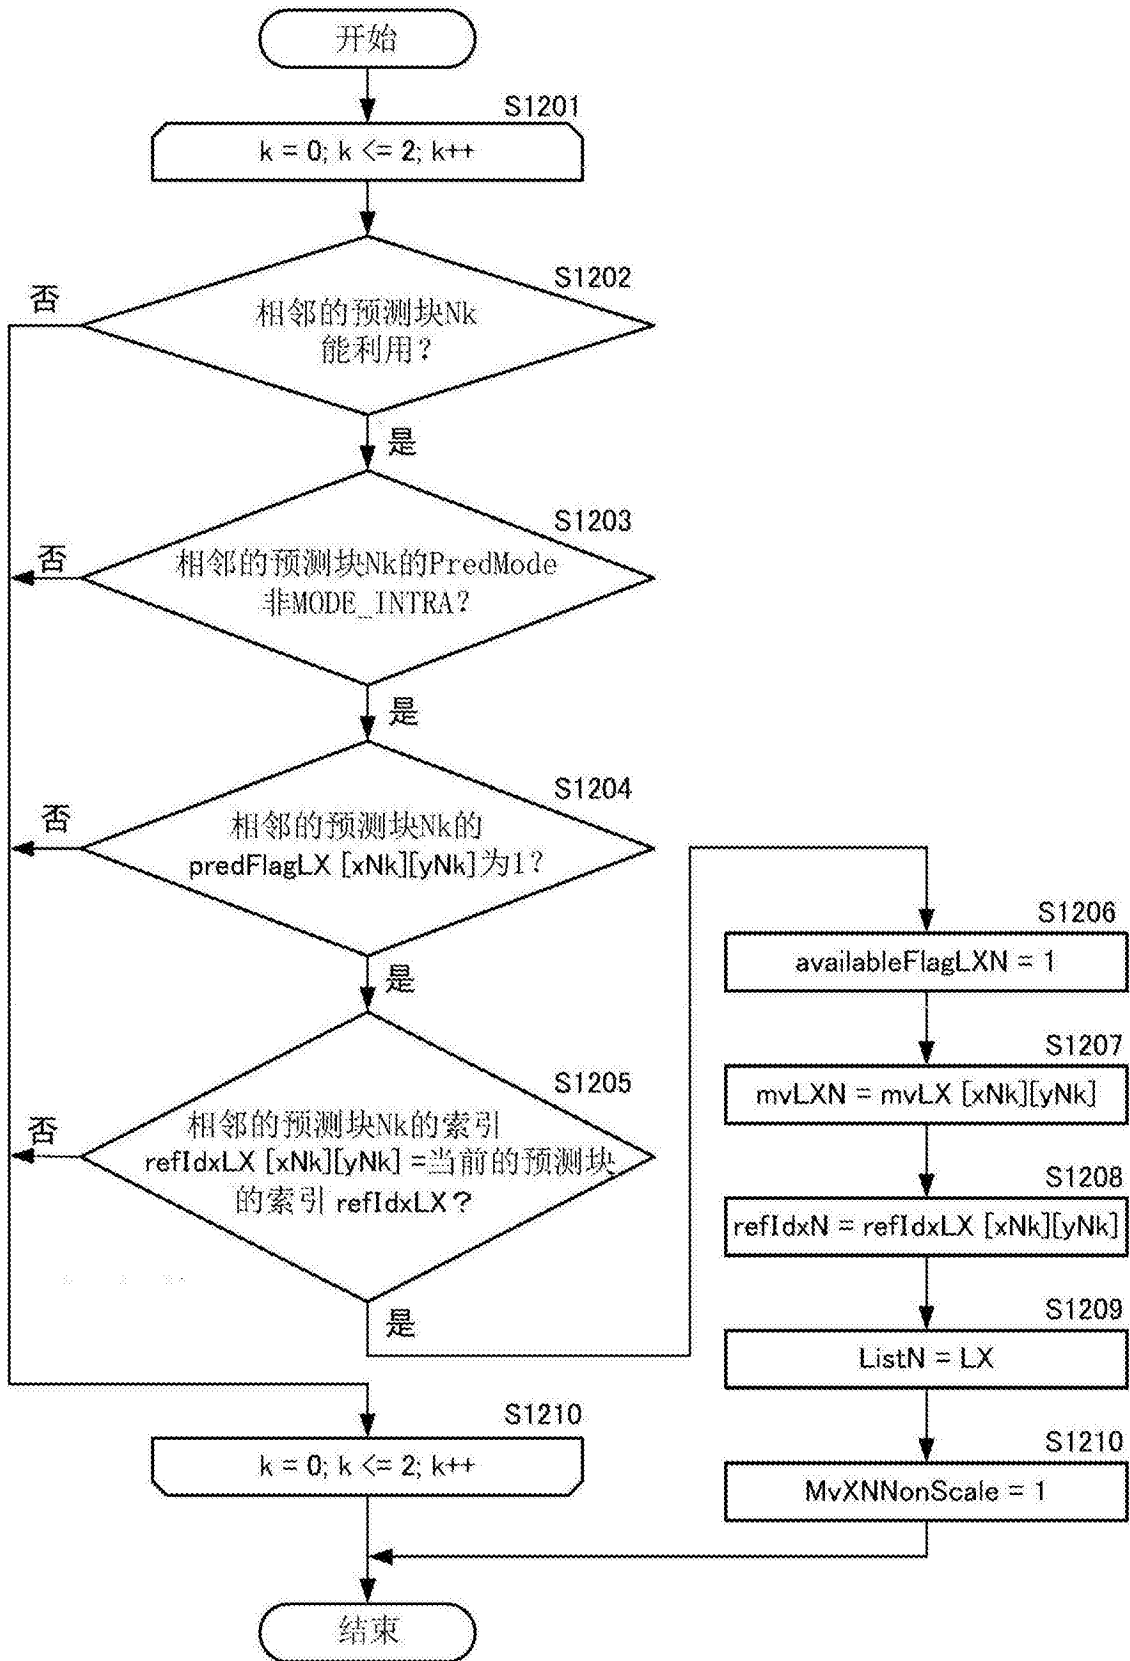 开始
S1201
k = 0; k <= 2; k++
S1202
否
相邻的预测块Nk
能利用?
是
S1203
否
相邻的预测块Nk的PredMode
非MODE_INTRA?
是
S1204
否
相邻的预测块Nk的
predFlagLX [xNk][yNk]为1?
是
S1205
否
相邻的预测块Nk的索引
refIdxLX [xNk][yNk] =当前的预测块
的索引 refIdxLX?
是
S1206
availableFlagLXN = 1
S1207
mvLXN = mvLX [xNk][yNk]
S1208
refIdxN = refIdxLX [xNk][yNk]
S1209
ListN = LX
S1210
MvXNNonScale = 1
S1210
k = 0; k <= 2; k++
结束